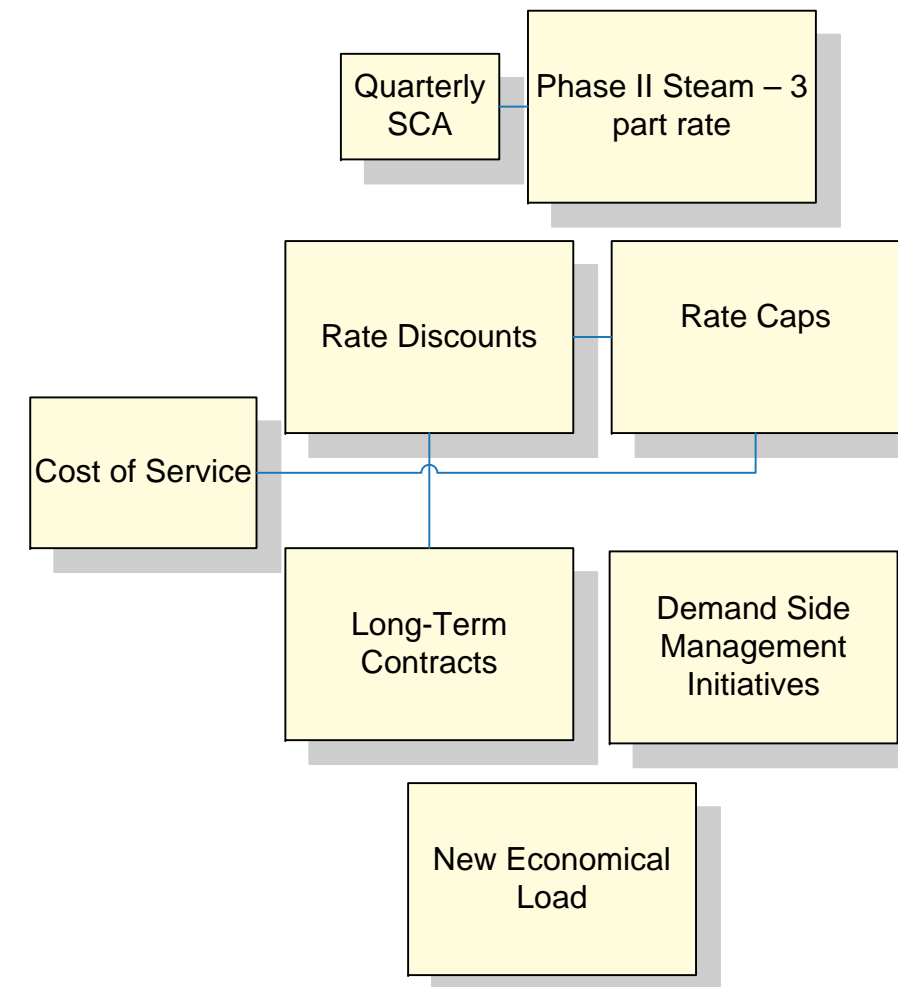 Quarterly
SCA
Phase II Steam – 3
part rate
Rate Discounts
Rate Caps
Cost of Service
Long-Term
Contracts
Demand Side
Management
Initiatives
New Economical
Load